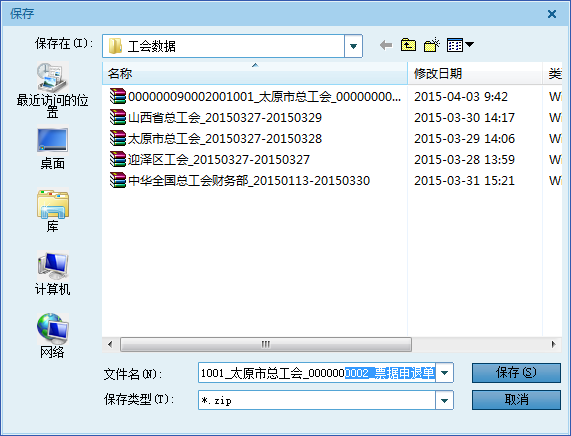 保存
保存在(I):
工会数据
最近访问的位置
桌面
库
计算机
网络
名称 修改日期 类
000000090002001001_太原市总工会_00000000... 2015-04-03 9:42 W
山西省总工会_20150327-20150329 2015-03-30 14:17 W
太原市总工会_20150327-20150328 2015-03-29 14:06 W
迎泽区工会_20150327-20150327 2015-03-28 13:59 W
中华全国总工会财务部_20150113-20150330 2015-03-31 15:21 W
文件名(N): 1001_太原市总工会_0000000002_票据申退单
保存(S)
保存类型(T): *.zip
取消